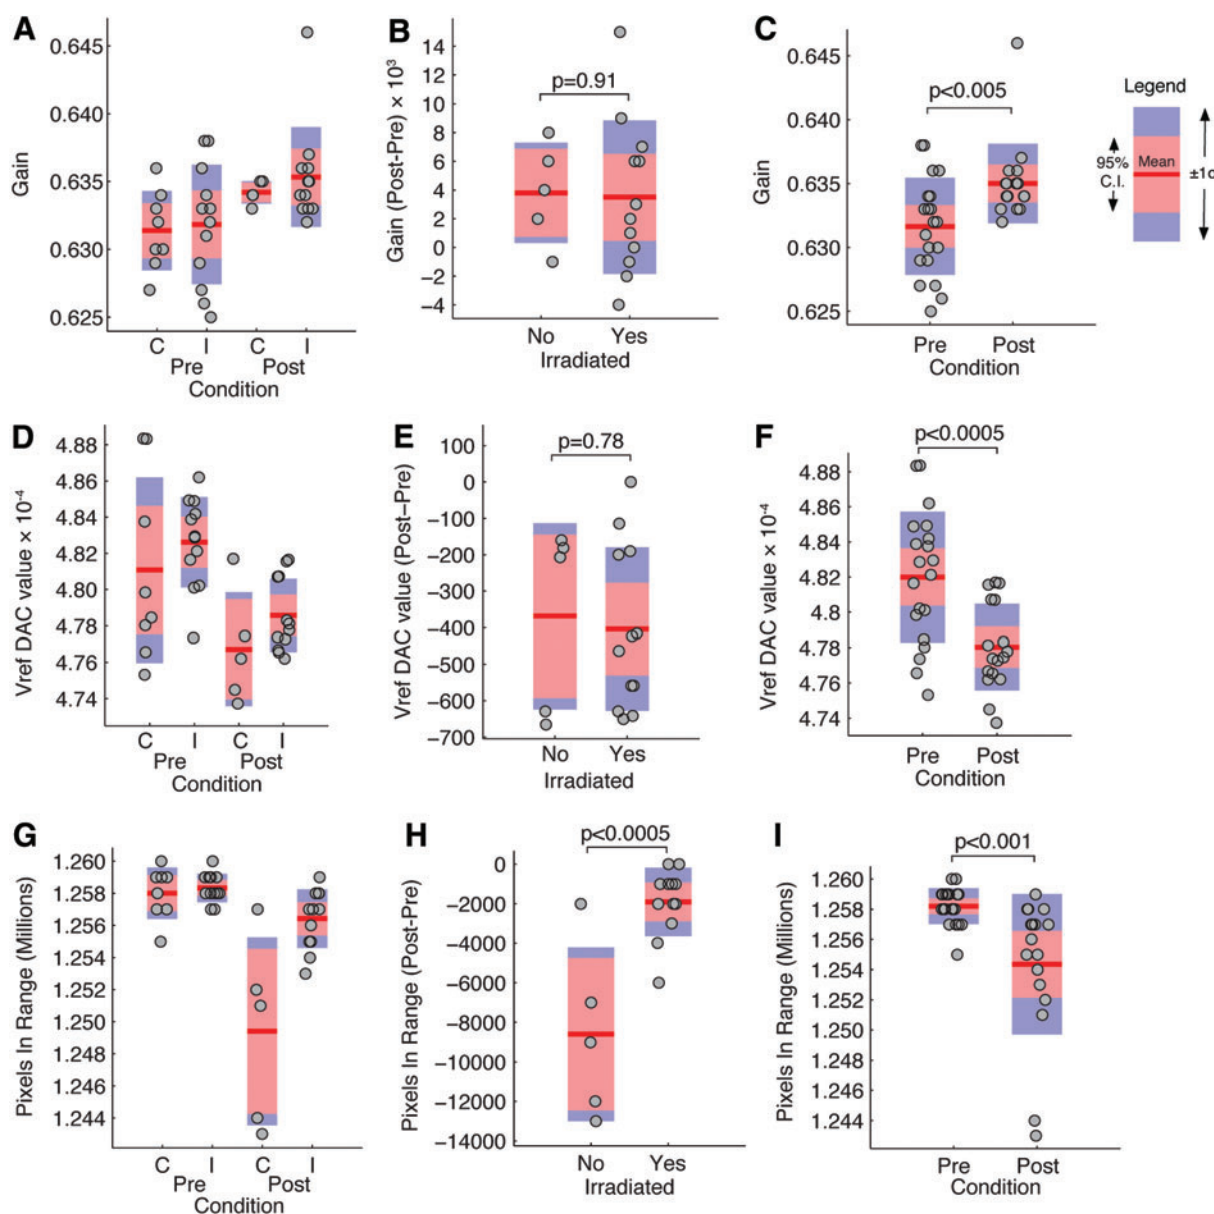 A
Gain
0.645
0.640
0.635
0.630
0.625
C
I
C
I
Pre
Post
Condition
B
Gain (Post-Pre) × 10³
14
12
10
8
6
4
2
0
−2
−4
p=0.91
No
Yes
Irradiated
C
Gain
0.645
0.640
0.635
0.630
0.625
p<0.005
Pre
Post
Condition
Legend
95%
C.I.
Mean
±1σ
D
Vref DAC value × 10⁻⁴
4.88
4.86
4.84
4.82
4.80
4.78
4.76
4.74
C
I
C
I
Pre
Post
Condition
E
Vref DAC value (Post−Pre)
100
0
−100
−200
−300
−400
−500
−600
−700
p=0.78
No
Yes
Irradiated
F
Vref DAC value × 10⁻⁴
4.88
4.86
4.84
4.82
4.8
4.78
4.76
4.74
p<0.0005
Pre
Post
Condition
G
Pixels In Range (Millions)
1.260
1.258
1.256
1.254
1.252
1.250
1.248
1.246
1.244
C
I
C
I
Pre
Post
Condition
H
Pixels In Range (Post-Pre)
0
−2000
−4000
−6000
−8000
−10000
−12000
−14000
p<0.0005
No
Yes
Irradiated
I
Pixels In Range (Millions)
1.260
1.258
1.256
1.254
1.252
1.250
1.248
1.246
1.244
p<0.001
Pre
Post
Condition